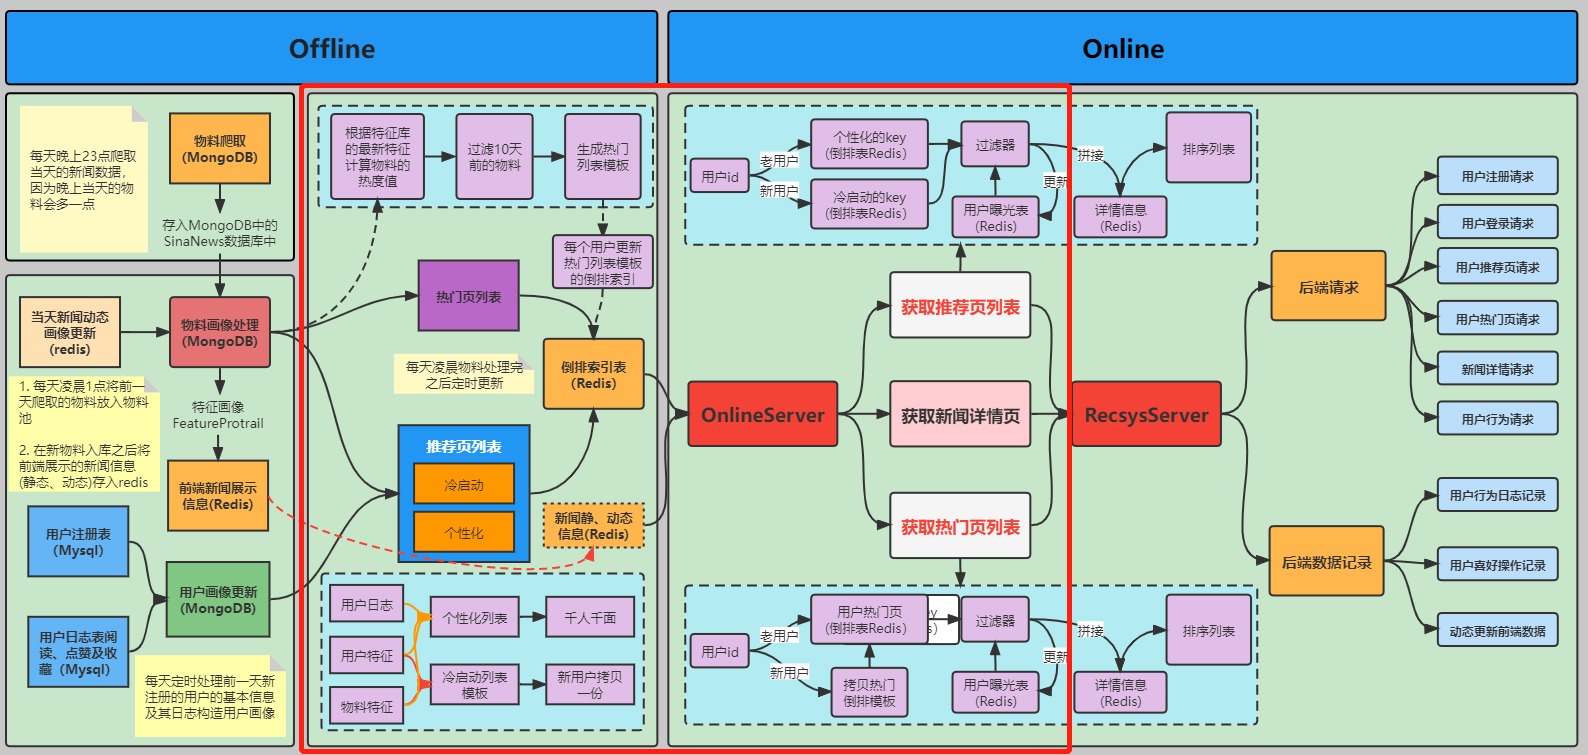 Offline
Online
每天晚上23点爬取
当天的新闻数据,
因为晚上当天的物
料会多一点
物料爬取
(MongoDB)
存入MongoDB中的
SinaNews数据库中
当天新闻动态
画像更新
(redis)
物料画像处理
(MongoDB)
1. 每天凌晨1点将前一
天爬取的物料放入物料
池
2. 在新物料入库之后将
前端展示的新闻信息
(静态、动态)存入redis
特征画像
FeatureProtrail
前端新闻展示
信息(Redis)
用户注册表
（Mysql）
用户日志表阅
读、点赞及收
藏（Mysql）
用户画像更新
(MongoDB)
每天定时处理前一天新
注册的用户的基本信息
及其日志构造用户画像
根据特征库
的最新特征
计算物料的
热度值
过滤10天
前的物料
生成热门
列表模板
每个用户更新
热门列表模板
的倒排索引
热门页列表
每天凌晨物料处理完
之后定时更新
倒排索引表
（Redis）
推荐页列表
冷启动
个性化
新闻静、动态
信息(Redis)
用户日志
用户特征
物料特征
个性化列表
冷启动列表
模板
千人千面
新用户拷贝
一份
用户id
老用户
新用户
个性化的key
(倒排表Redis）
冷启动的key
(倒排表Redis）
过滤器
更新
用户曝光表
(Redis)
拼接
详情信息
(Redis)
排序列表
获取推荐页列表
OnlineServer
获取新闻详情页
获取热门页列表
RecsysServer
用户id
老用户
新用户
用户热门页
(倒排表Redis）
拷贝热门
倒排模板
过滤器
更新
用户曝光表
(Redis)
拼接
详情信息
(Redis)
排序列表
后端请求
用户注册请求
用户登录请求
用户推荐页请求
用户热门页请求
新闻详情请求
用户行为请求
后端数据记录
用户行为日志记录
用户喜好操作记录
动态更新前端数据